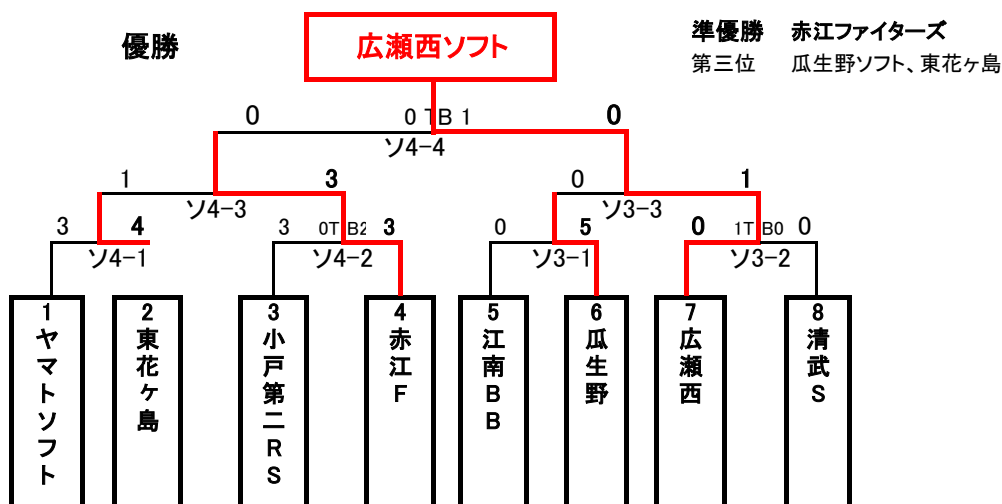 優勝
広瀬西ソフト
準優勝 赤江ファイターズ
第三位 瓜生野ソフト、東花ヶ島
0 0 TB 1 0
ソ4-4
1 3 0 1
ソ4-3 ソ3-3
3 4 3 0T B2 3 0 5 0 1T B0 0
ソ4-1 ソ4-2 ソ3-1 ソ3-2
1 ヤマトソフト
2 東花ヶ島
3 小戸第二RS
4 赤江F
5 江南BB
6 瓜生野
7 広瀬西
8 清武S